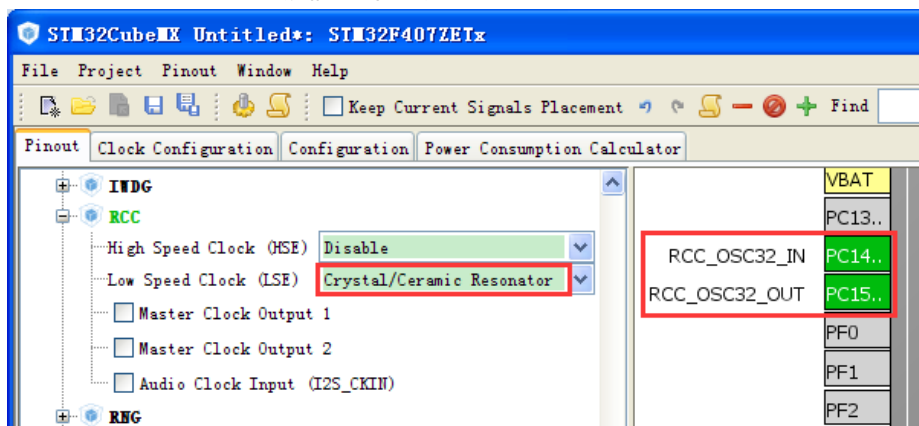 STM32CubeMX Untitled*: STM32F407ZETx
File Project Pinout Window Help
Keep Current Signals Placement Find
Pinout Clock Configuration Configuration Power Consumption Calculator
IWDG
RCC
High Speed Clock (HSE) Disable
Low Speed Clock (LSE) Crystal/Ceramic Resonator
Master Clock Output 1
Master Clock Output 2
Audio Clock Input (I2S_CKIN)
RNG
VBAT
PC13..
RCC_OSC32_IN PC14..
RCC_OSC32_OUT PC15..
PF0
PF1
PF2